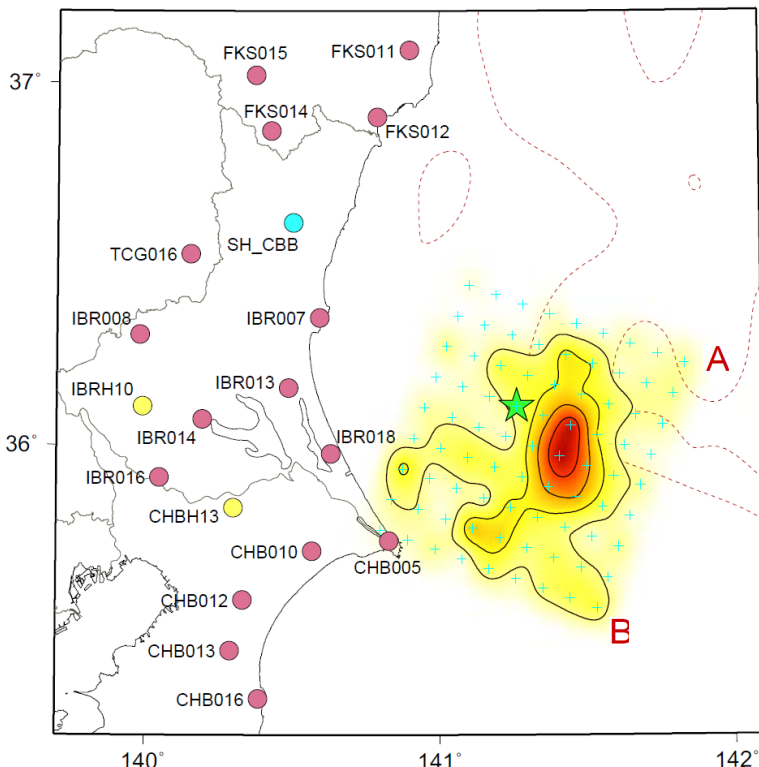 FKS015
FKS011
37°
FKS014
FKS012
SH_CBB
TCG016
IBR008
IBR007
A
IBRH10
IBR013
IBR014
IBR018
36°
IBR016
CHBH13
CHB010
CHB005
CHB012
B
CHB013
CHB016
140°
141°
142°